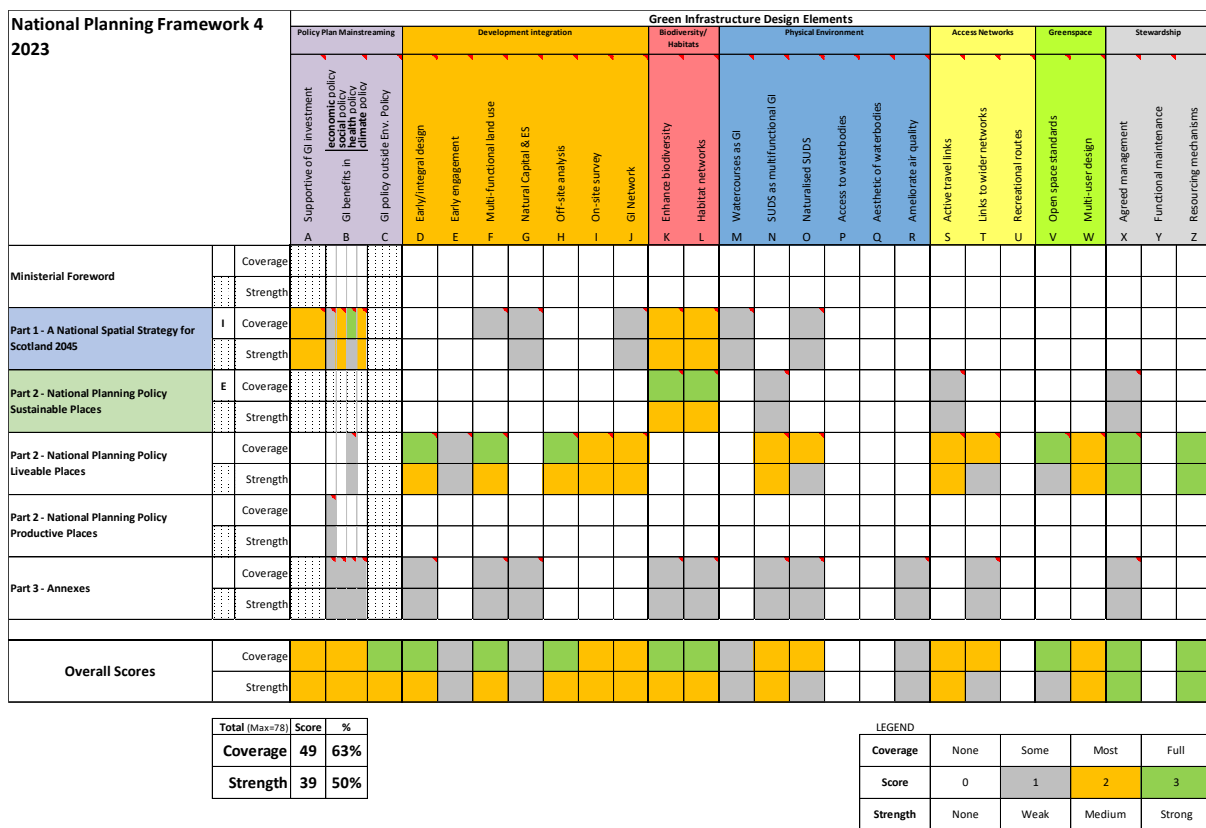 National Planning Framework 4
2023
Green Infrastructure Design Elements
Policy Plan Mainstreaming
Development integration
Biodiversity/
Habitats
Physical Environment
Access Networks
Greenspace
Stewardship
Supportive of GI investment
GI benefits in
economic policy
social policy
health policy
climate policy
GI policy outside Env. Policy
Early/integral design
Early engagement
Multi-functional land use
Natural Capital & ES
Off-site analysis
On-site survey
GI Network
Enhance biodiversity
Habitat networks
Watercourses as GI
SUDS as multifunctional GI
Naturalised SUDS
Access to waterbodies
Aesthetic of waterbodies
Ameliorate air quality
Active travel links
Links to wider networks
Recreational routes
Open space standards
Multi-user design
Agreed management
Functional maintenance
Resourcing mechanisms
A B C D E F G H I J K L M N O P Q R S T U V W X Y Z
Ministerial Foreword
Coverage
Strength
Part 1 - A National Spatial Strategy for
Scotland 2045
I
Coverage
Strength
Part 2 - National Planning Policy
Sustainable Places
E
Coverage
Strength
Part 2 - National Planning Policy
Liveable Places
Coverage
Strength
Part 2 - National Planning Policy
Productive Places
Coverage
Strength
Part 3 - Annexes
Coverage
Strength
Overall Scores
Coverage
Strength
Total (Max=78) Score %
Coverage 49 63%
Strength 39 50%
LEGEND
Coverage None Some Most Full
Score 0 1 2 3
Strength None Weak Medium Strong